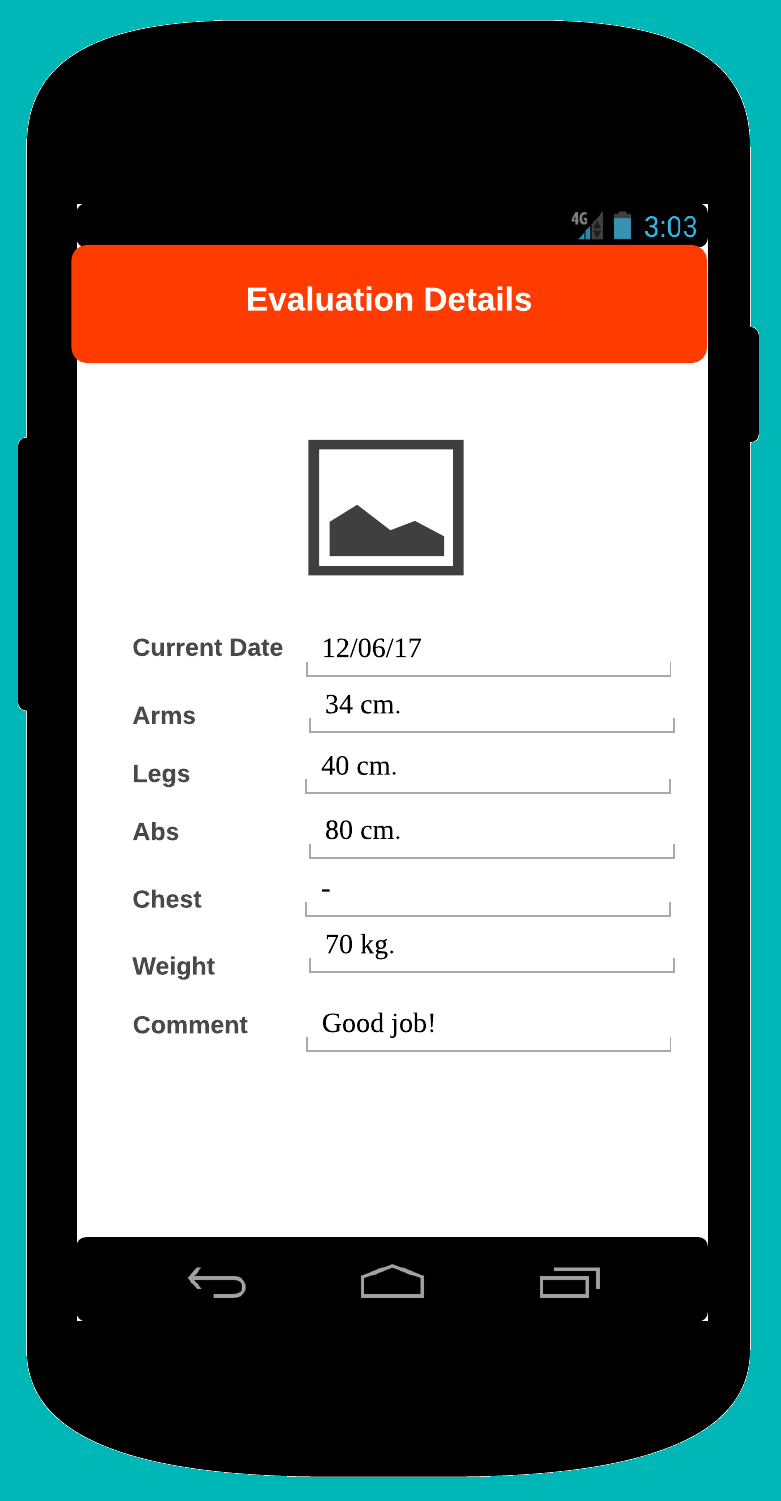 4G 3:03
Evaluation Details
Current Date 12/06/17
Arms 34 cm.
Legs 40 cm.
Abs 80 cm.
Chest -
Weight 70 kg.
Comment Good job!